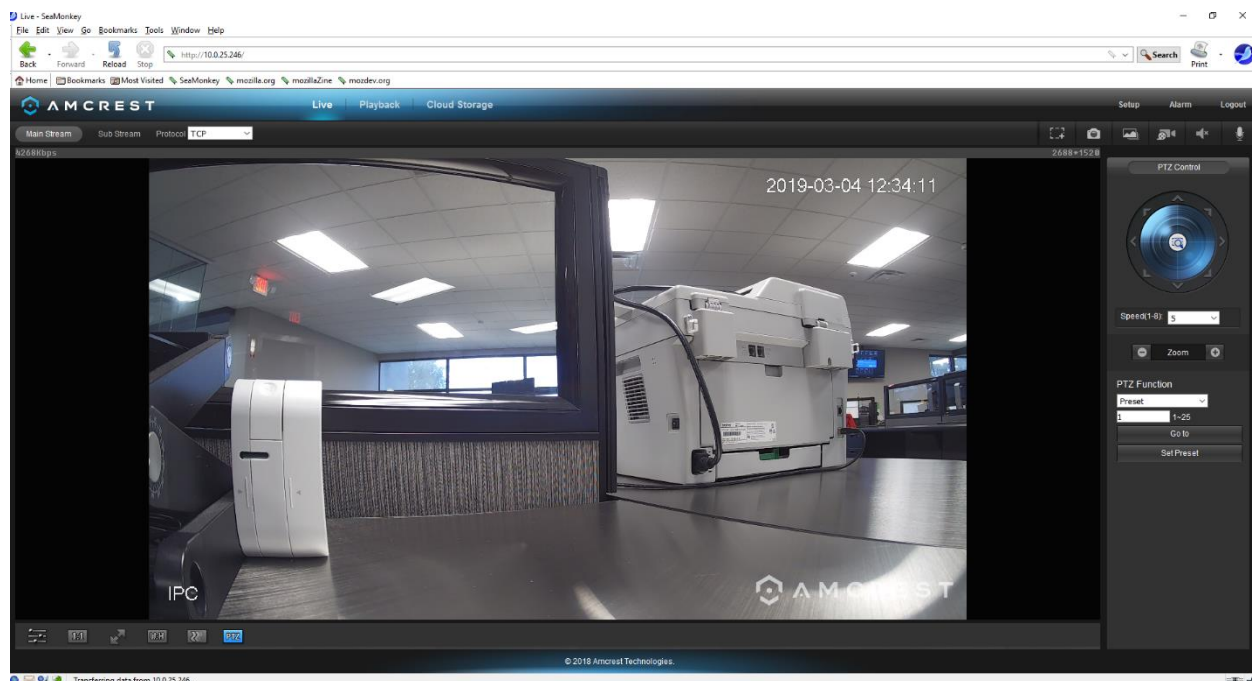 Live - SeaMonkey
File Edit View Go Bookmarks Tools Window Help
Back Forward Reload Stop http://10.0.25.246/ Search Print
Home Bookmarks Most Visited SeaMonkey mozilla.org mozillaZine mozdev.org
AMCREST Live Playback Cloud Storage Setup Alarm Logout
Main Stream Sub Stream Protocol TCP
4268Kbps 2688*1520
2019-03-04 12:34:11
PTZ Control
Speed(1-8): 5
Zoom
PTZ Function
Preset
1 1~25
Go to
Set Preset
IPC
AMCREST
1:1 W:H PTZ
© 2018 Amcrest Technologies.
Transferring data from 10.0.25.246